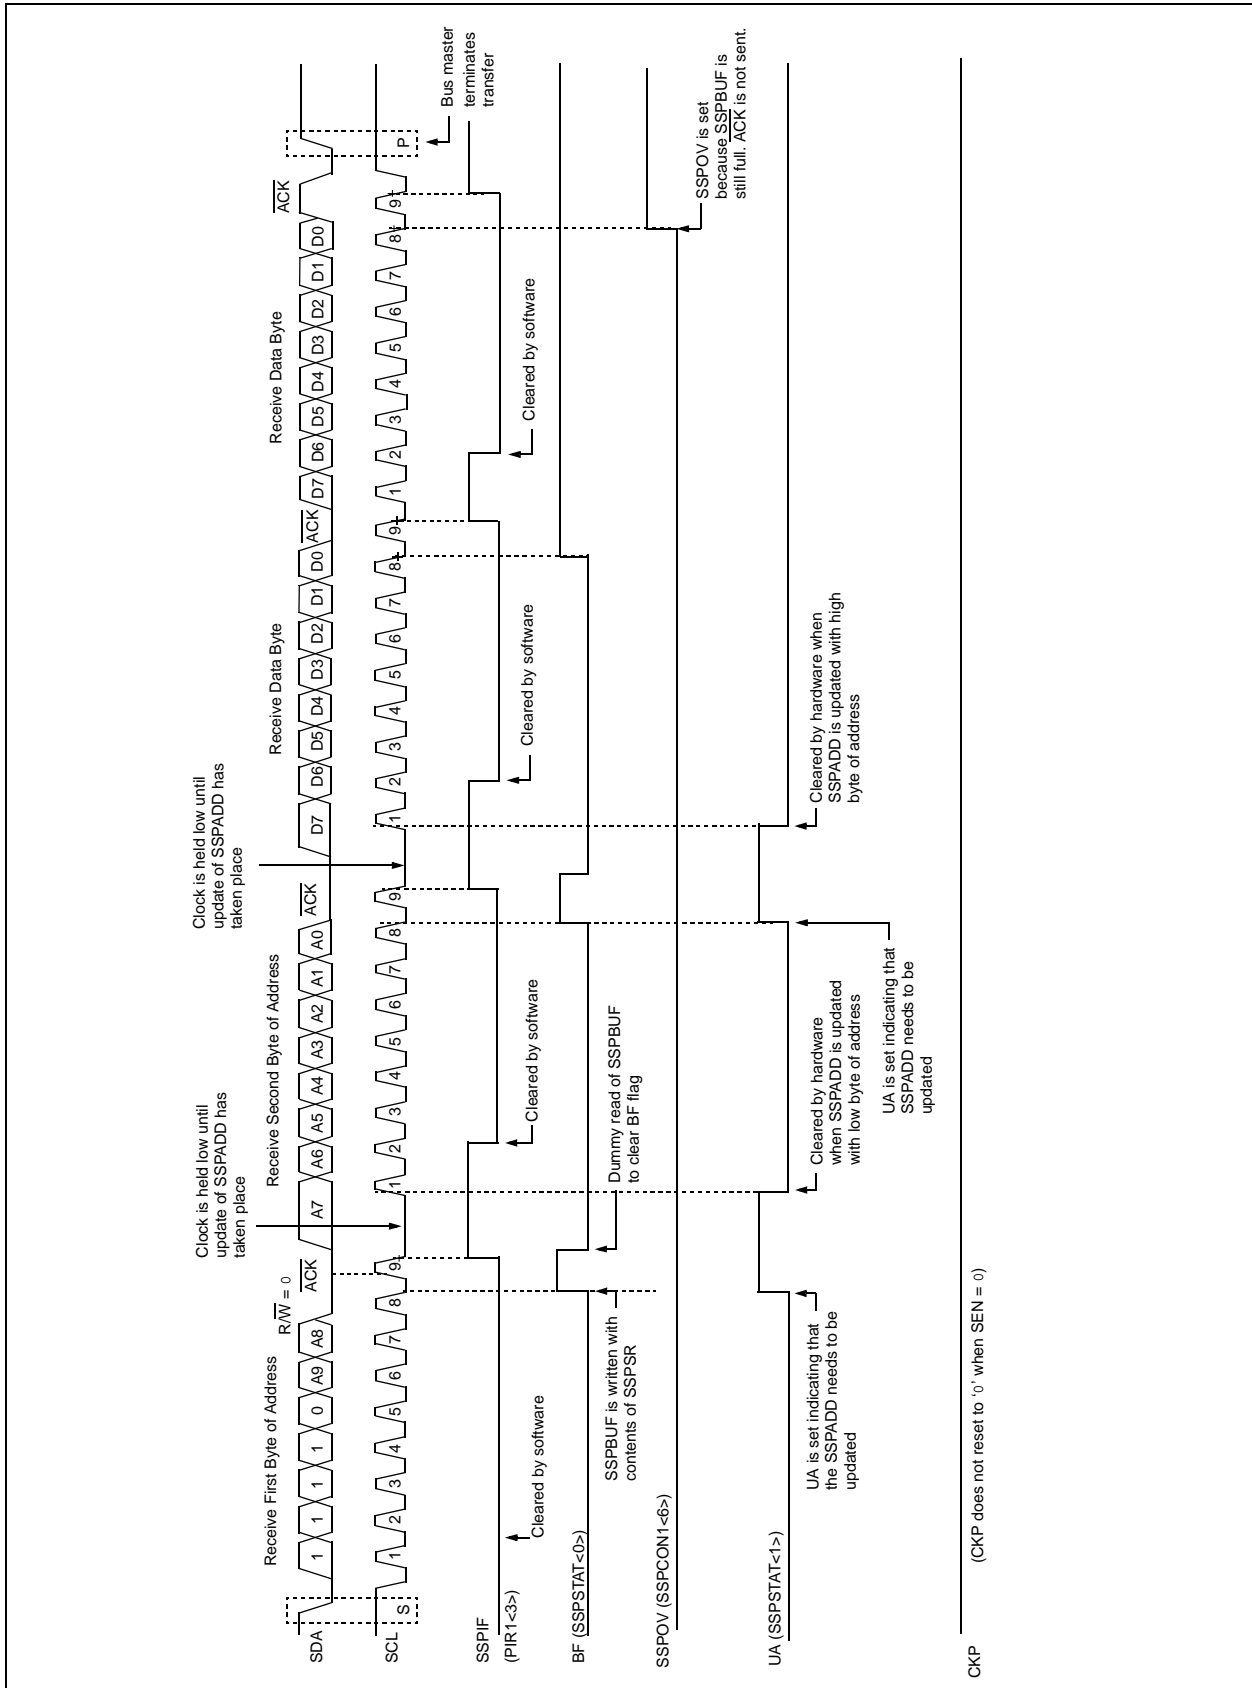 Receive First Byte of Address
R/W = 0
ACK
Receive Second Byte of Address
ACK
Clock is held low until
update of SSPADD has
taken place
Clock is held low until
update of SSPADD has
taken place
Receive Data Byte
ACK
Receive Data Byte
ACK
SDA
1 1 1 1 0 A9 A8
A7 A6 A5 A4 A3 A2 A1 A0
D7 D6 D5 D4 D3 D2 D1 D0
D7 D6 D5 D4 D3 D2 D1 D0
SCL
S
1 2 3 4 5 6 7 8 9
1 2 3 4 5 6 7 8 9
1 2 3 4 5 6 7 8 9
1 2 3 4 5 6 7 8 9
P
Bus master
terminates
transfer
SSPIF
(PIR1<3>)
Cleared by software
Cleared by software
Cleared by software
Cleared by software
BF (SSPSTAT<0>)
SSPBUF is written with
contents of SSPSR
Dummy read of SSPBUF
to clear BF flag
SSPOV (SSPCON1<6>)
SSPOV is set
because SSPBUF is
still full. ACK is not sent.
UA (SSPSTAT<1>)
UA is set indicating that
the SSPADD needs to be
updated
Cleared by hardware
when SSPADD is updated
with low byte of address
UA is set indicating that
SSPADD needs to be
updated
Cleared by hardware when
SSPADD is updated with high
byte of address
CKP
(CKP does not reset to ‘0’ when SEN = 0)